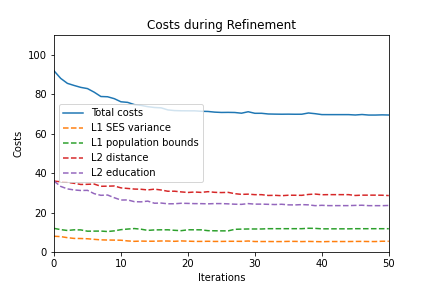 Costs during Refinement
100
80
60
40
20
0
Costs
Total costs
L1 SES variance
L1 population bounds
L2 distance
L2 education
0 10 20 30 40 50
Iterations